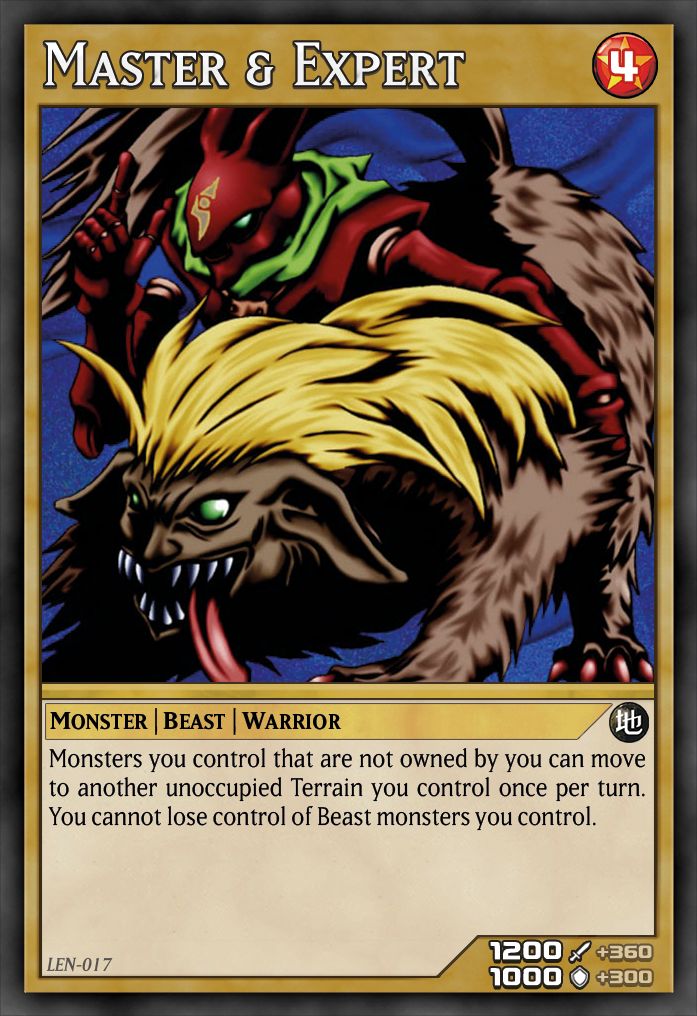 Master & Expert
4
Monster | Beast | Warrior
Monsters you control that are not owned by you can move
to another unoccupied Terrain you control once per turn.
You cannot lose control of Beast monsters you control.
1200 +360
LEN-017
1000 +300